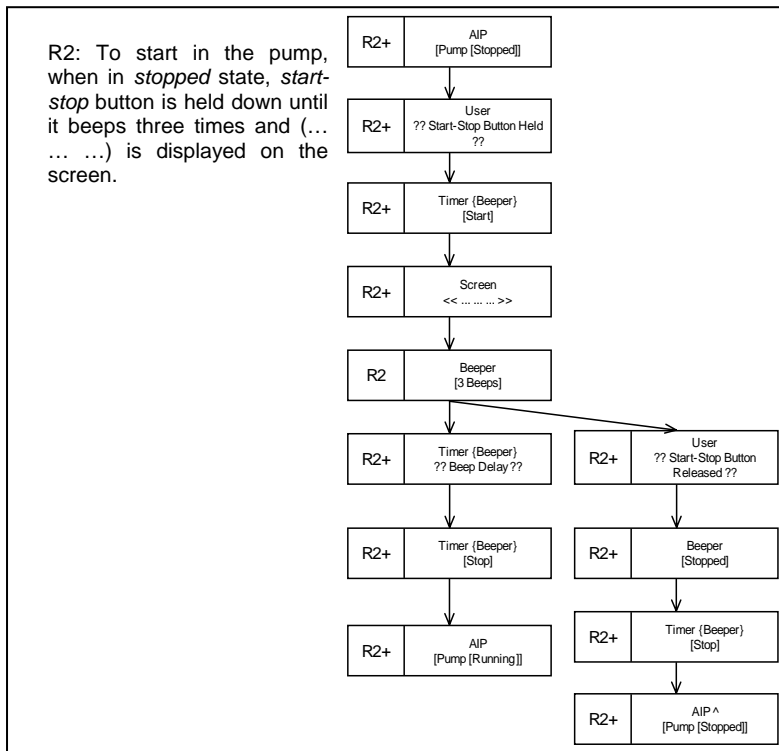 R2: To start in the pump,
when in stopped state, start-
stop button is held down until
it beeps three times and (…
… …) is displayed on the
screen.
R2+
AIP
[Pump [Stopped]]
R2+
User
?? Start-Stop Button Held
??
R2+
Timer {Beeper}
[Start]
R2+
Screen
<< ... ... ... >>
R2
Beeper
[3 Beeps]
R2+
Timer {Beeper}
?? Beep Delay ??
R2+
User
?? Start-Stop Button
Released ??
R2+
Timer {Beeper}
[Stop]
R2+
Beeper
[Stopped]
R2+
AIP
[Pump [Running]]
R2+
Timer {Beeper}
[Stop]
R2+
AIP ^
[Pump [Stopped]]